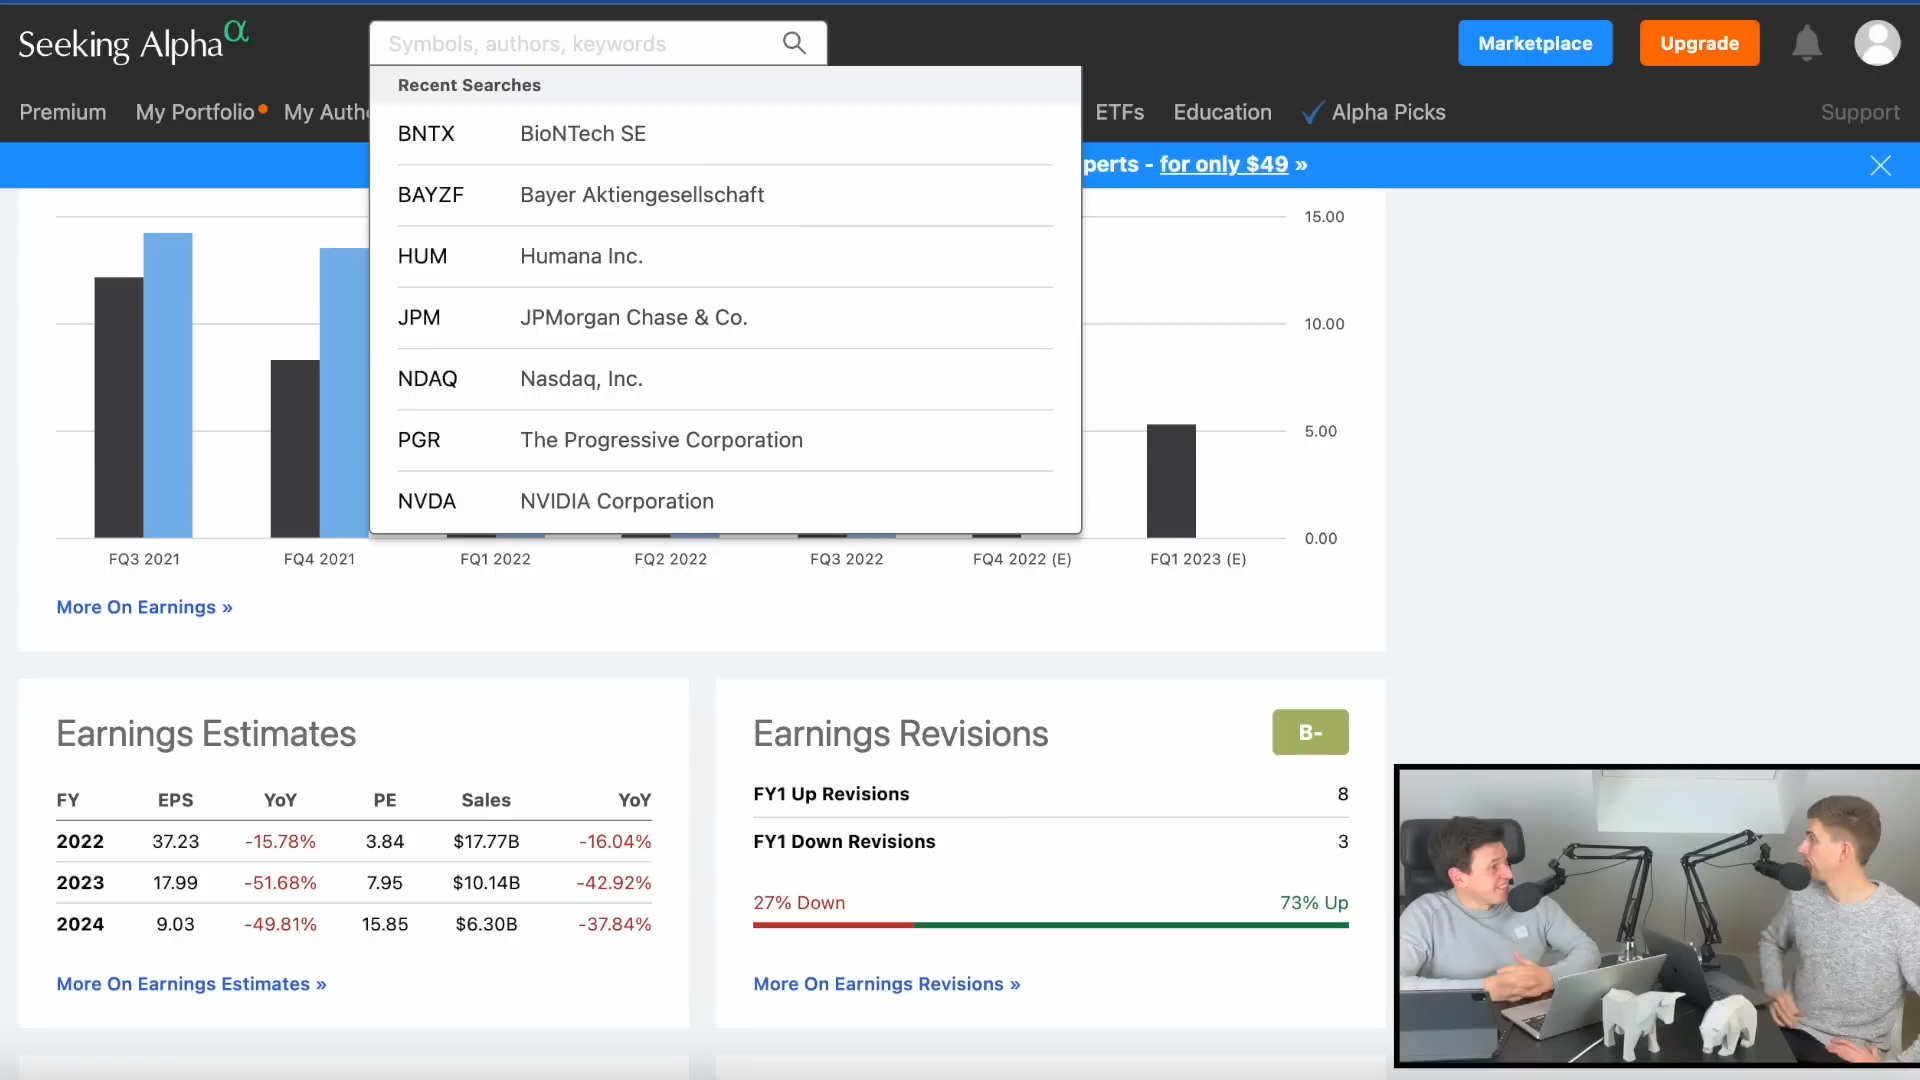 Seeking Alpha α
Symbols, authors, keywords
Marketplace
Upgrade
Premium
My Portfolio
My Auth
ETFs
Education
Alpha Picks
Support
Recent Searches
BNTX BioNTech SE
BAYZF Bayer Aktiengesellschaft
HUM Humana Inc.
JPM JPMorgan Chase & Co.
NDAQ Nasdaq, Inc.
PGR The Progressive Corporation
NVDA NVIDIA Corporation
perts - for only $49 »
15.00
10.00
5.00
0.00
FQ3 2021 FQ4 2021 FQ1 2022 FQ2 2022 FQ3 2022 FQ4 2022 (E) FQ1 2023 (E)
More On Earnings »
Earnings Estimates
FY EPS YoY PE Sales YoY
2022 37.23 -15.78% 3.84 $17.77B -16.04%
2023 17.99 -51.68% 7.95 $10.14B -42.92%
2024 9.03 -49.81% 15.85 $6.30B -37.84%
More On Earnings Estimates »
Earnings Revisions
B-
FY1 Up Revisions 8
FY1 Down Revisions 3
27% Down 73% Up
More On Earnings Revisions »